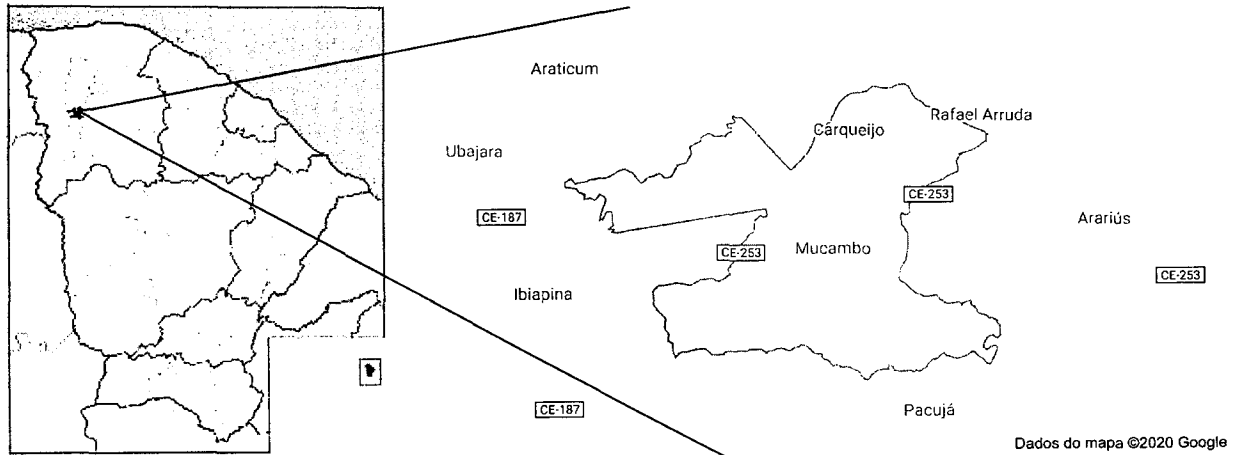 Araticum
Rafael Arruda
Cárqueijo
Ubajara
CE-253
CE-187
Arariús
CE-253
Mucambo
CE-253
Ibiapina
CE-187
Pacujá
Dados do mapa ©2020 Google